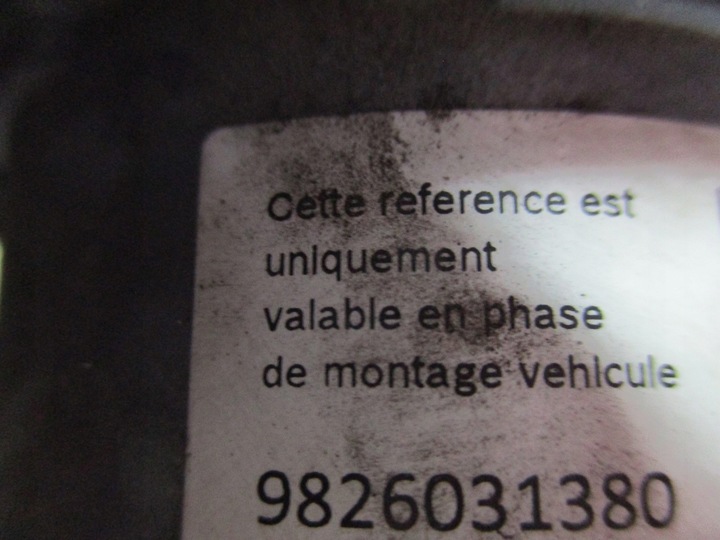 Cette reference est
uniquement
valable en phase
de montage vehicule
9826031380